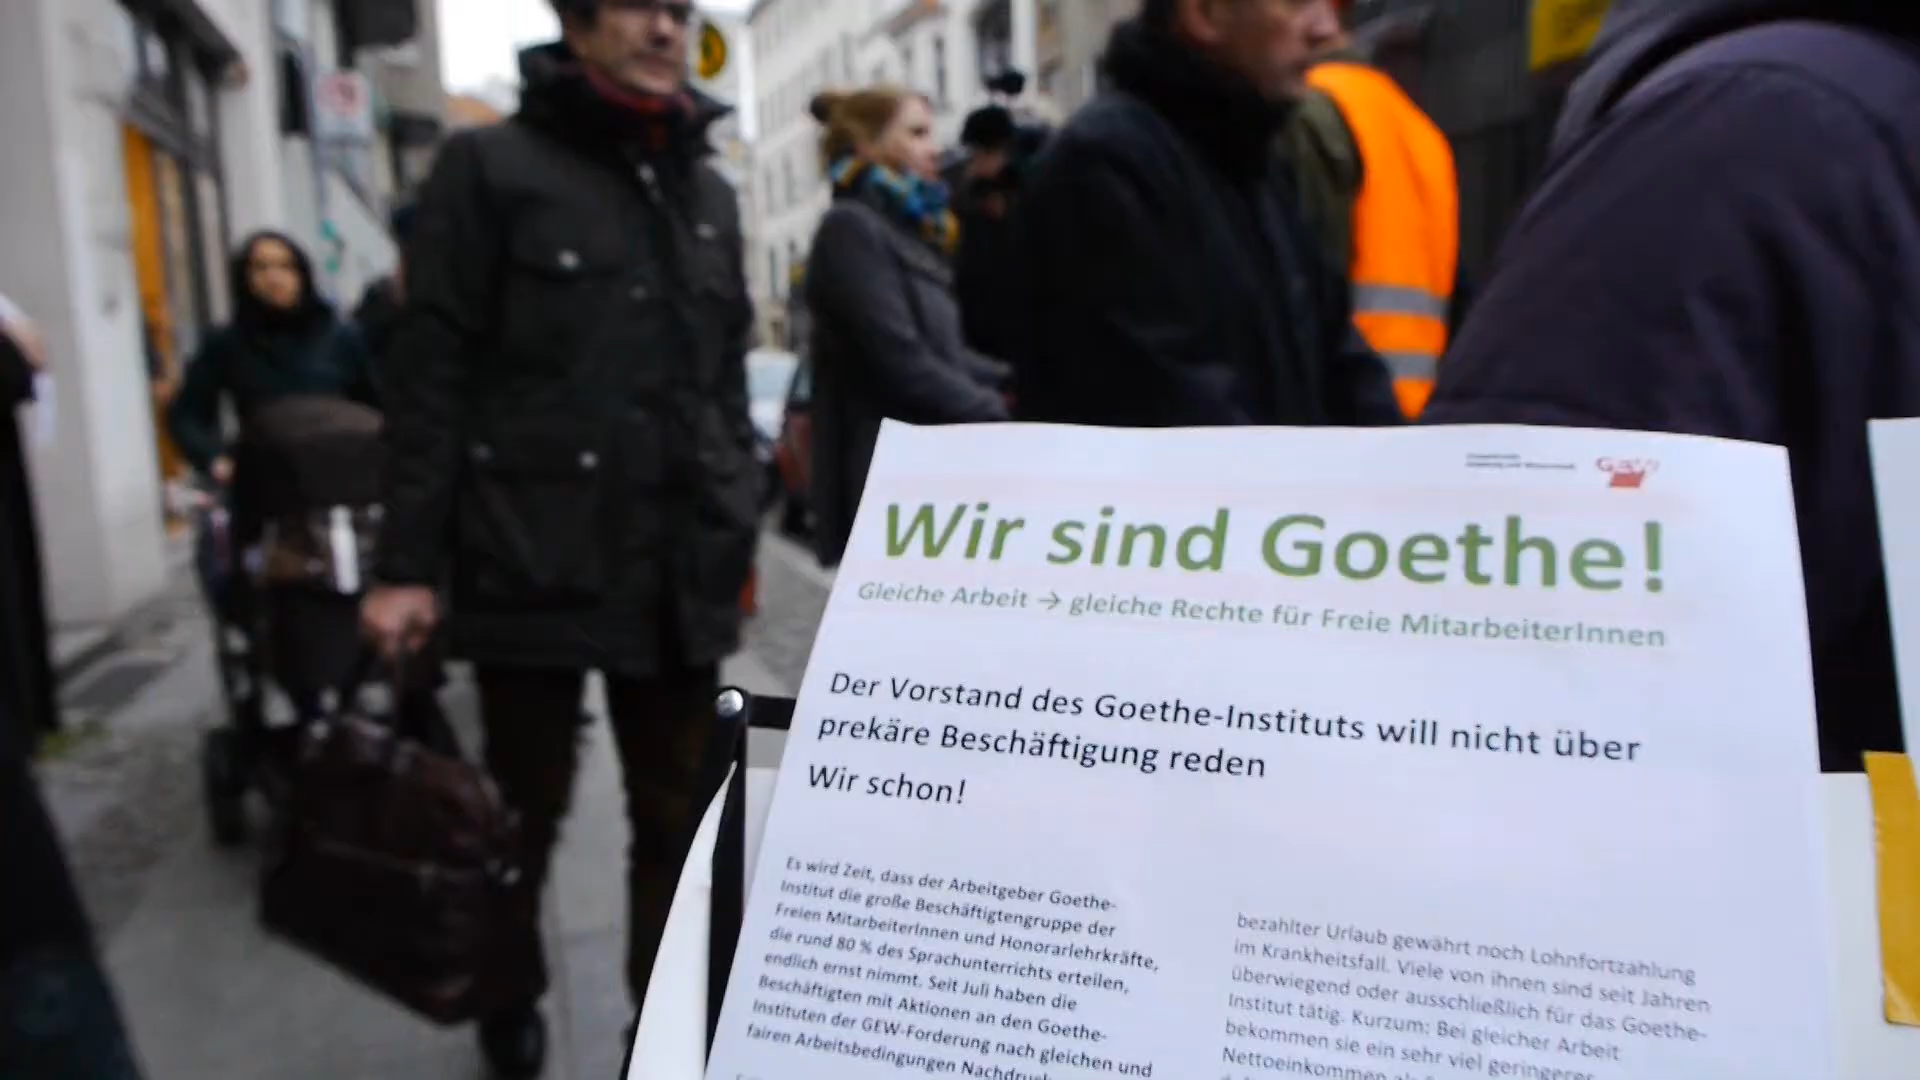 GEW
Wir sind Goethe!
Gleiche Arbeit → gleiche Rechte für Freie MitarbeiterInnen
Der Vorstand des Goethe-Instituts will nicht über
prekäre Beschäftigung reden
Wir schon!
Es wird Zeit, dass der Arbeitgeber Goethe-
Institut die große Beschäftigtengruppe der
Freien MitarbeiterInnen und Honorarlehrkräfte,
die rund 80 % des Sprachunterrichts erteilen,
endlich ernst nimmt. Seit Juli haben die
Beschäftigten mit Aktionen an den Goethe-
Instituten der GEW-Forderung nach gleichen und
fairen Arbeitsbedingungen
bezahlter Urlaub gewährt noch Lohnfortzahlung
im Krankheitsfall. Viele von ihnen sind seit Jahren
überwiegend oder ausschließlich für das Goethe-
Institut tätig. Kurzum: Bei gleicher Arbeit
bekommen sie ein sehr viel geringeres
Nettoeinkommen